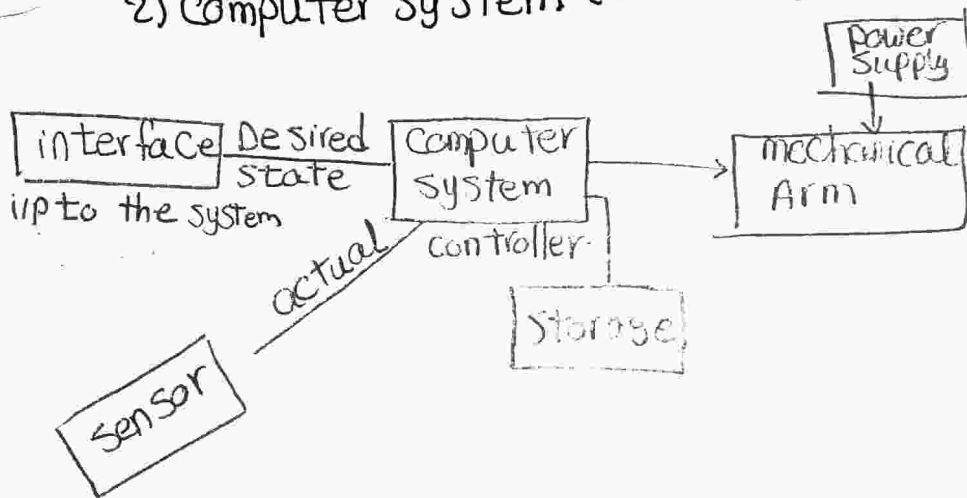 2) Computer System
Power
Supply
interface
Desired
state
Computer
system
mechanical
Arm
i/p to the system
controller.
actual
Storage
Sensor